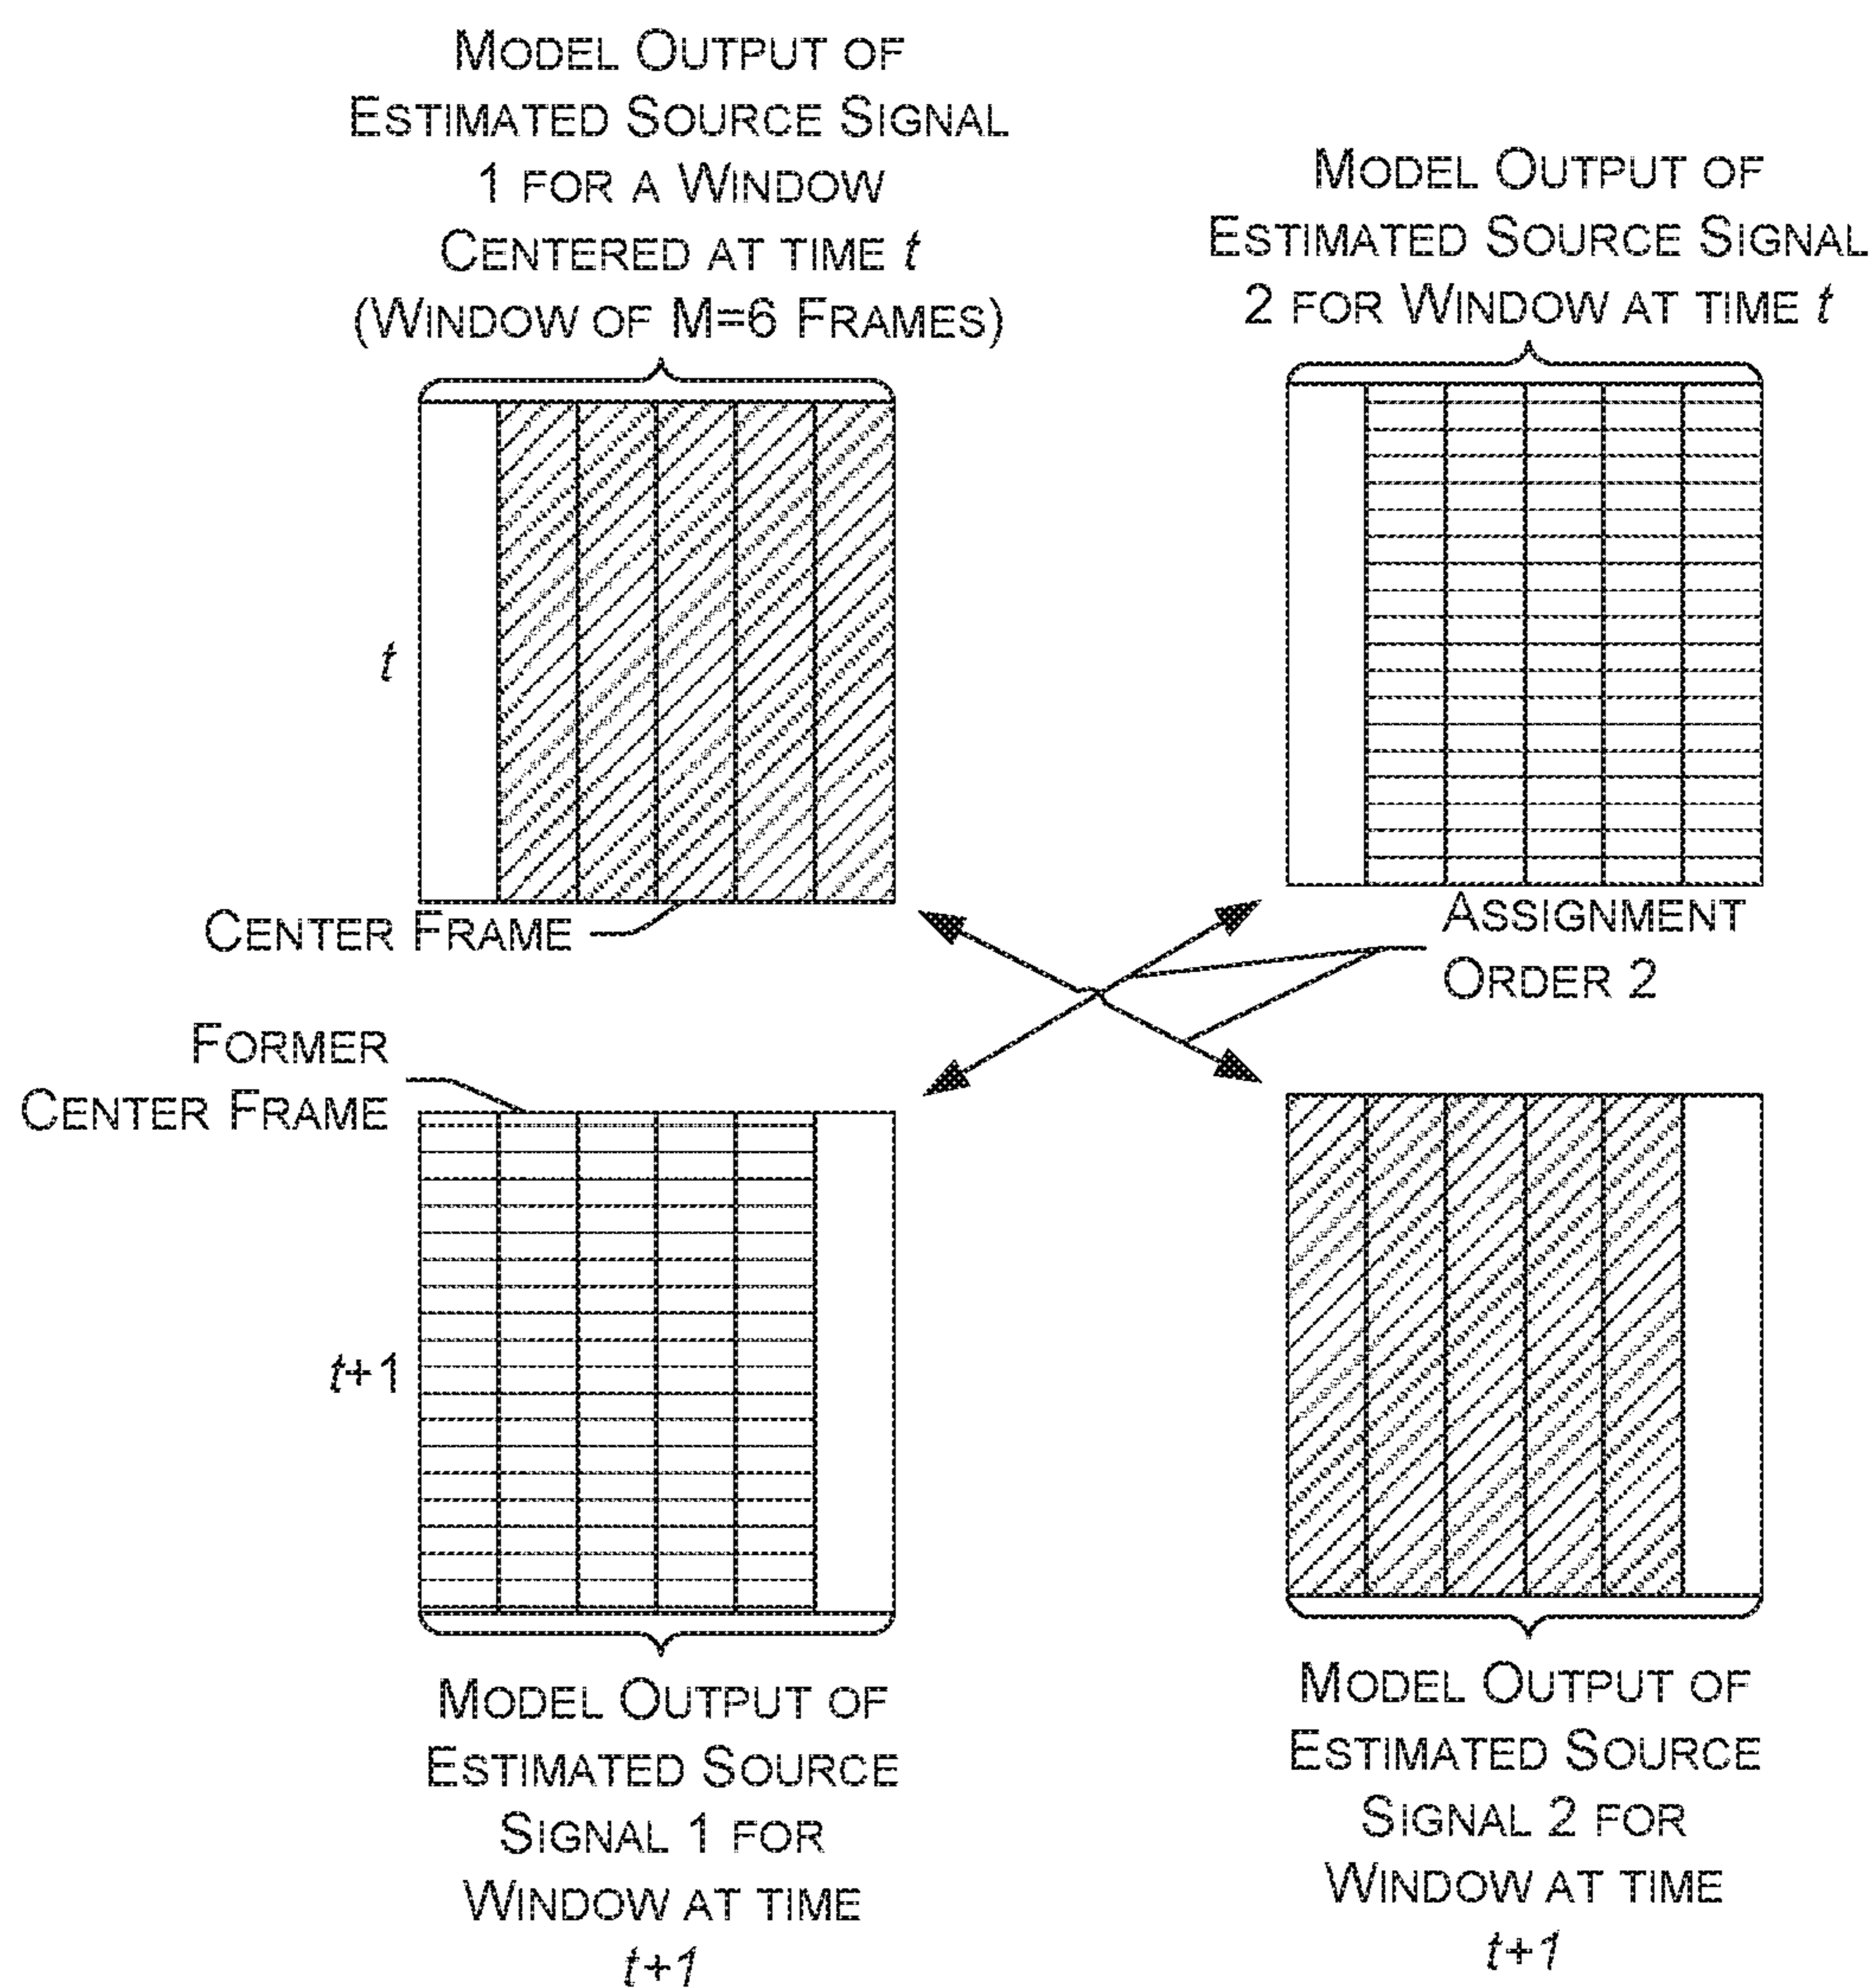 MODEL OUTPUT OF
ESTIMATED SOURCE SIGNAL
1 FOR A WINDOW
CENTERED AT TIME t
(WINDOW OF M=6 FRAMES)
MODEL OUTPUT OF
ESTIMATED SOURCE SIGNAL
2 FOR WINDOW AT TIME t
t
CENTER FRAME
ASSIGNMENT
ORDER 2
FORMER
CENTER FRAME
t+1
MODEL OUTPUT OF
ESTIMATED SOURCE
SIGNAL 1 FOR
WINDOW AT TIME
t+1
MODEL OUTPUT OF
ESTIMATED SOURCE
SIGNAL 2 FOR
WINDOW AT TIME
t+1